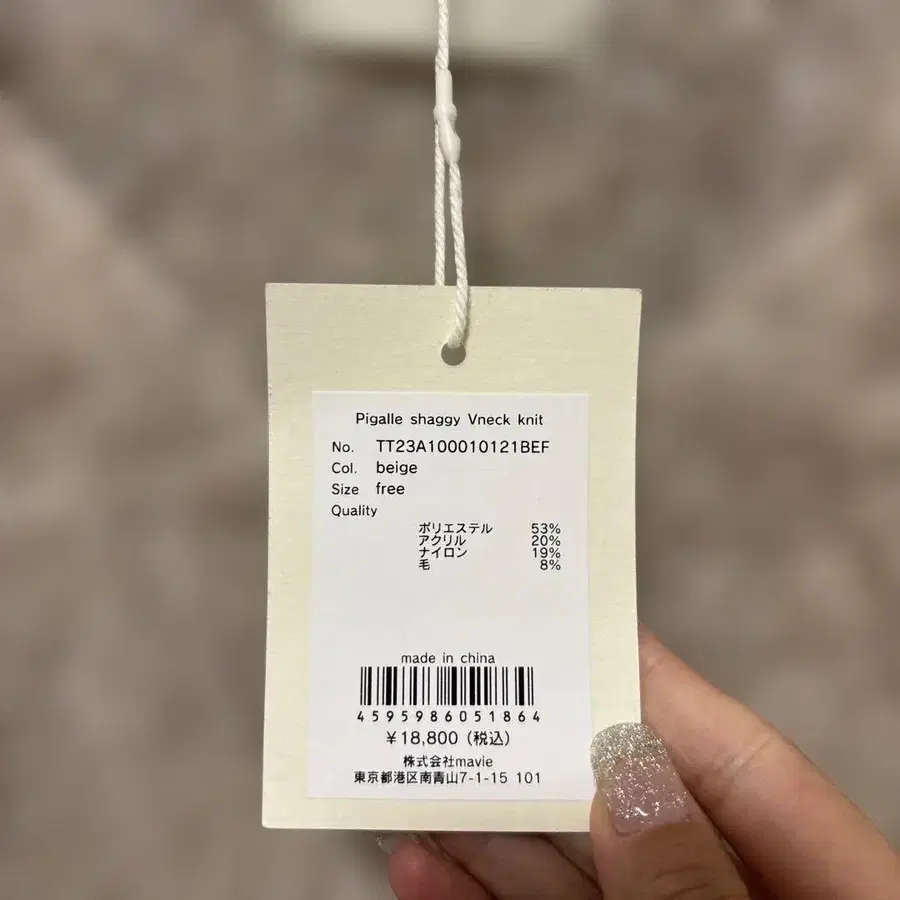 Pigalle shaggy Vneck knit
No. TT23A100010121BEF
Col. beige
Size free
Quality
ポリエステル 53%
アクリル 20%
ナイロン 19%
毛 8%
made in china
4595986051864
¥18,800（税込）
株式会社mavie
東京都港区南青山7-1-15 101